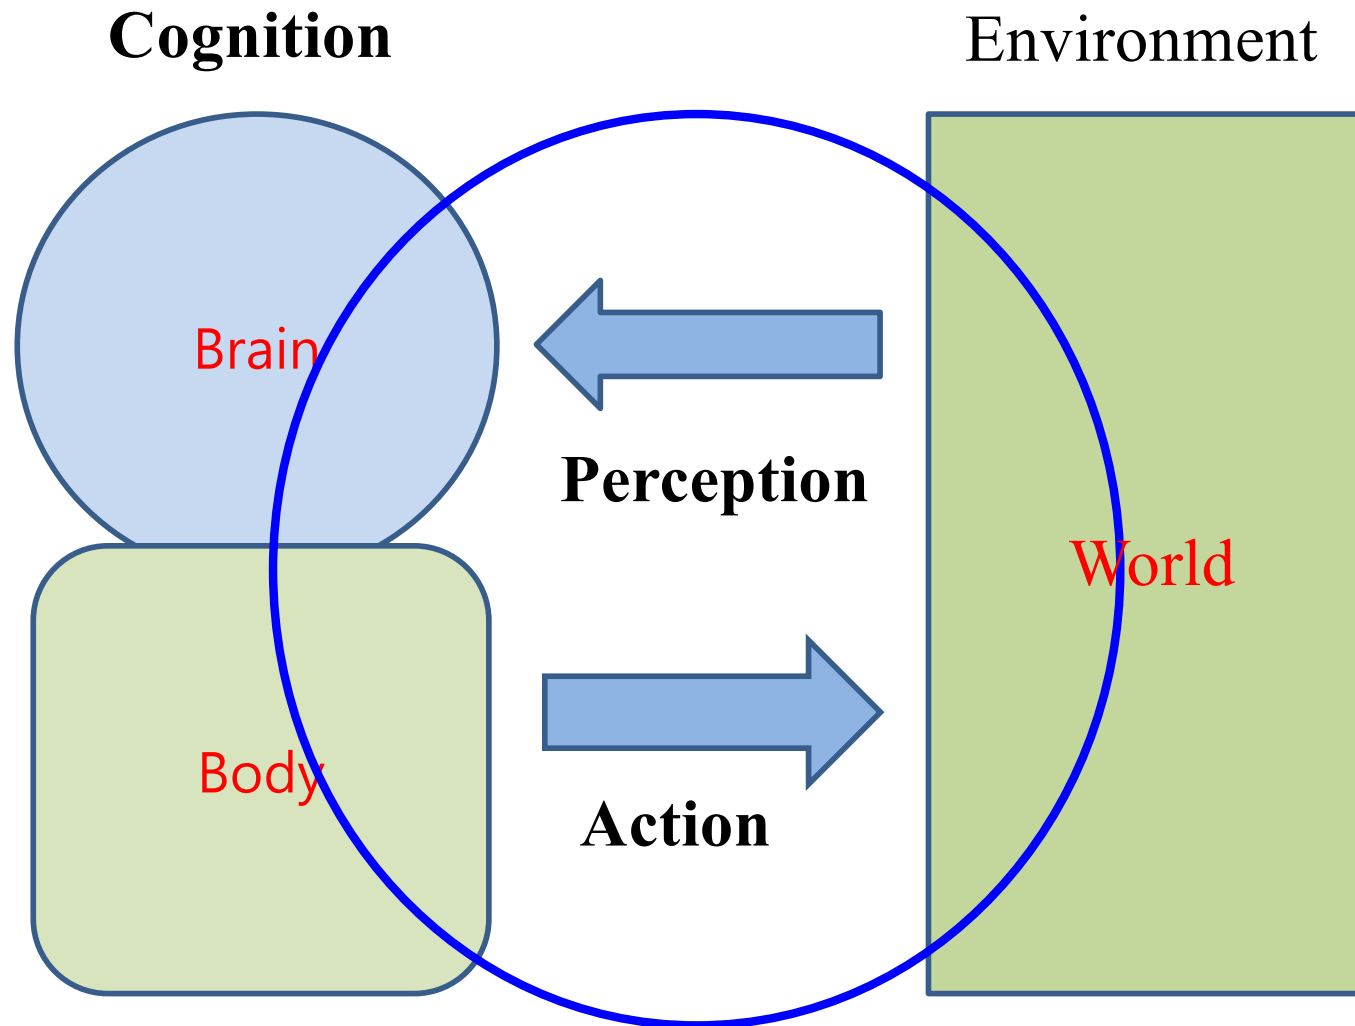 Cognition
Environment
Brain
Perception
World
Body
Action